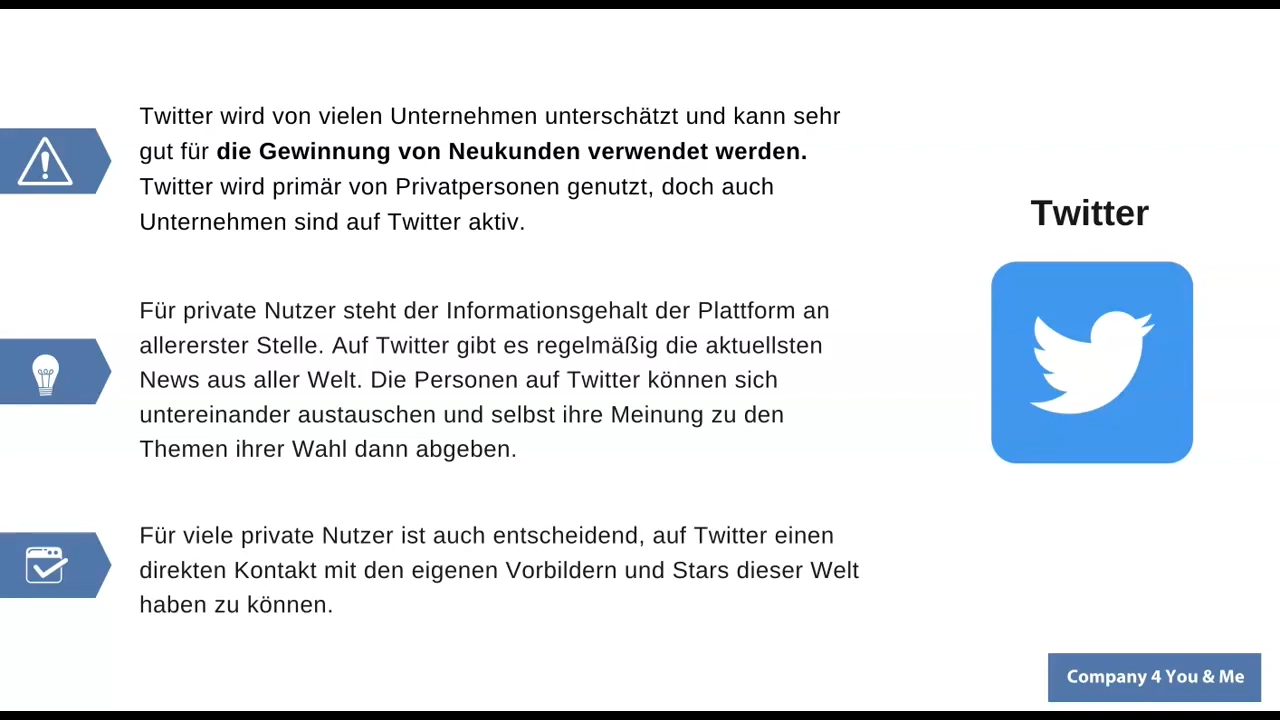 Twitter wird von vielen Unternehmen unterschätzt und kann sehr
gut für die Gewinnung von Neukunden verwendet werden.
Twitter wird primär von Privatpersonen genutzt, doch auch
Unternehmen sind auf Twitter aktiv.
Für private Nutzer steht der Informationsgehalt der Plattform an
allererster Stelle. Auf Twitter gibt es regelmäßig die aktuellsten
News aus aller Welt. Die Personen auf Twitter können sich
untereinander austauschen und selbst ihre Meinung zu den
Themen ihrer Wahl dann abgeben.
Für viele private Nutzer ist auch entscheidend, auf Twitter einen
direkten Kontakt mit den eigenen Vorbildern und Stars dieser Welt
haben zu können.
Twitter
Company 4 You & Me